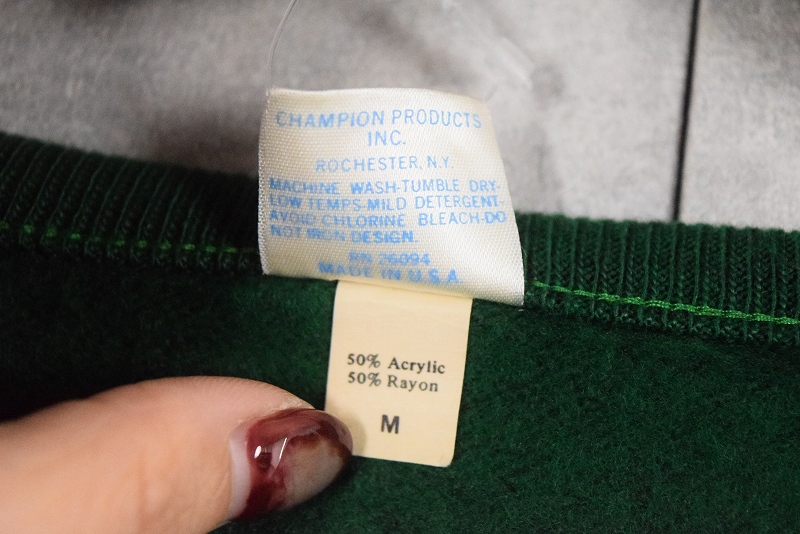 CHAMPION PRODUCTS
INC.
ROCHESTER, N.Y.
MACHINE WASH-TUMBLE DRY-
LOW TEMPS-MILD DETERGENT-
AVOID CHLORINE BLEACH-DO
NOT IRON DESIGN.
RN 26094
MADE IN U.S.A.
50% Acrylic
50% Rayon
M